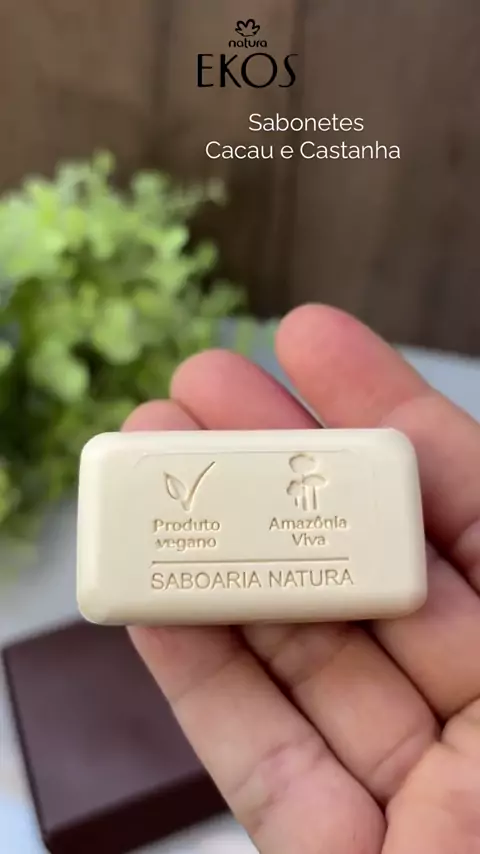 natura
EKOS
Sabonetes
Cacau e Castanha
Produto
vegano
Amazônia
Viva
SABOARIA NATURA